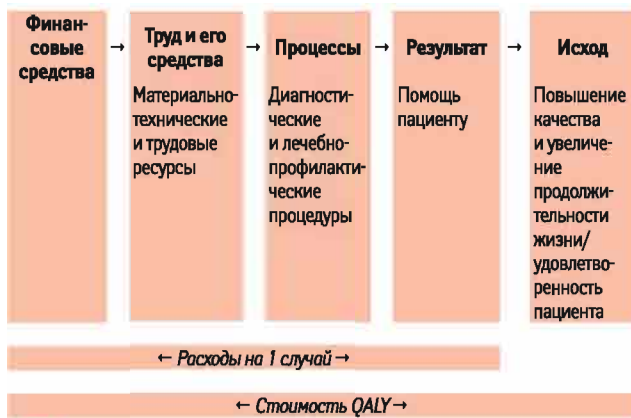 Финан-
совые
средства
→
Труд и его
средства
Материально-
технические
и трудовые
ресурсы
→
Процессы
Диагности-
ческие
и лечебно-
профилакти-
ческие
процедуры
→
Результат
Помощь
пациенту
→
Исход
Повышение
качества
и увеличе-
ние
продолжи-
тельности
жизни/
удовлетво-
ренность
пациента
← Расходы на 1 случай →
← Стоимость QALY →